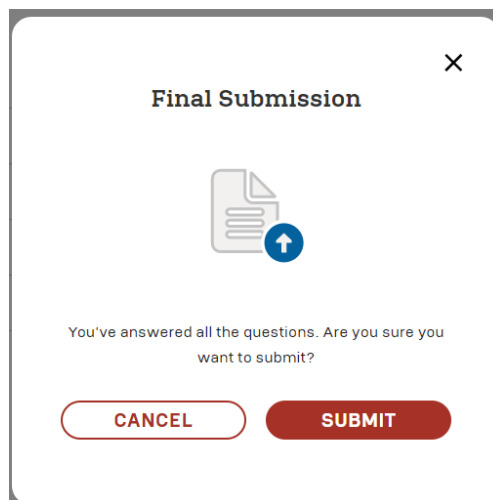 Final Submission
You've answered all the questions. Are you sure you
want to submit?
CANCEL
SUBMIT